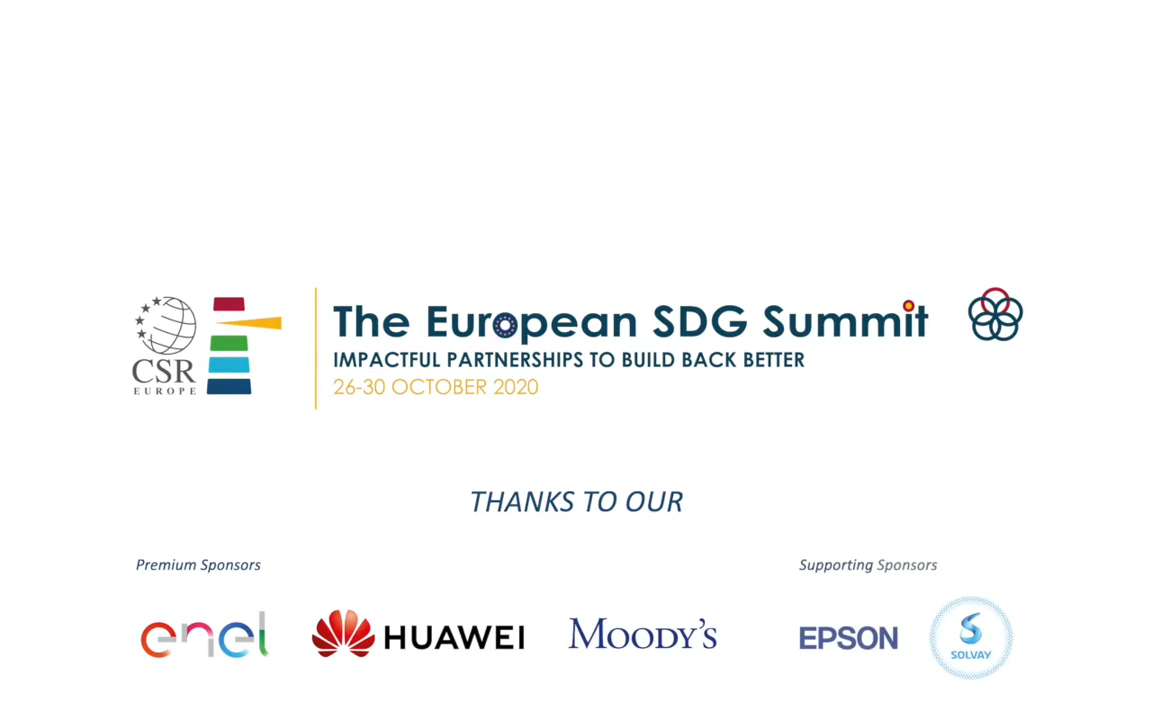 CSR
EUROPE
The European SDG Summit
IMPACTFUL PARTNERSHIPS TO BUILD BACK BETTER
26-30 OCTOBER 2020
THANKS TO OUR
Premium Sponsors
Supporting Sponsors
enel
HUAWEI
MOODY'S
EPSON
SOLVAY